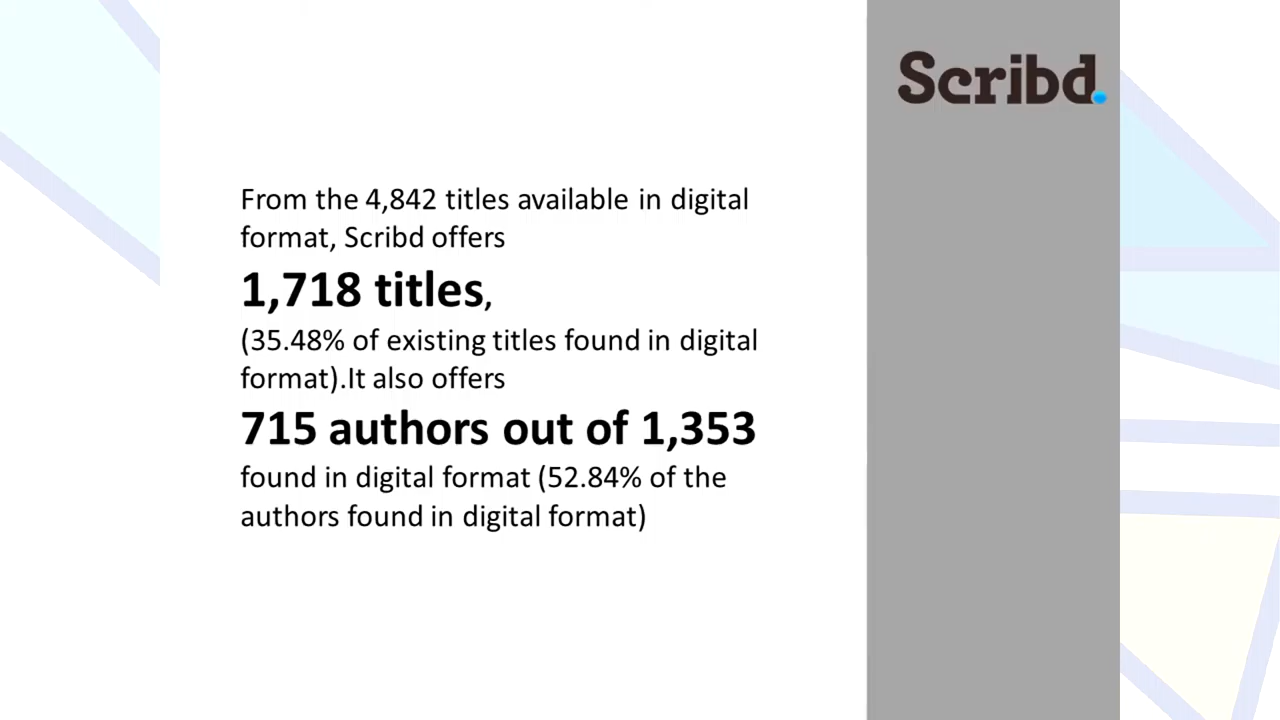 Scribd.
From the 4,842 titles available in digital
format, Scribd offers
1,718 titles,
(35.48% of existing titles found in digital
format).It also offers
715 authors out of 1,353
found in digital format (52.84% of the
authors found in digital format)